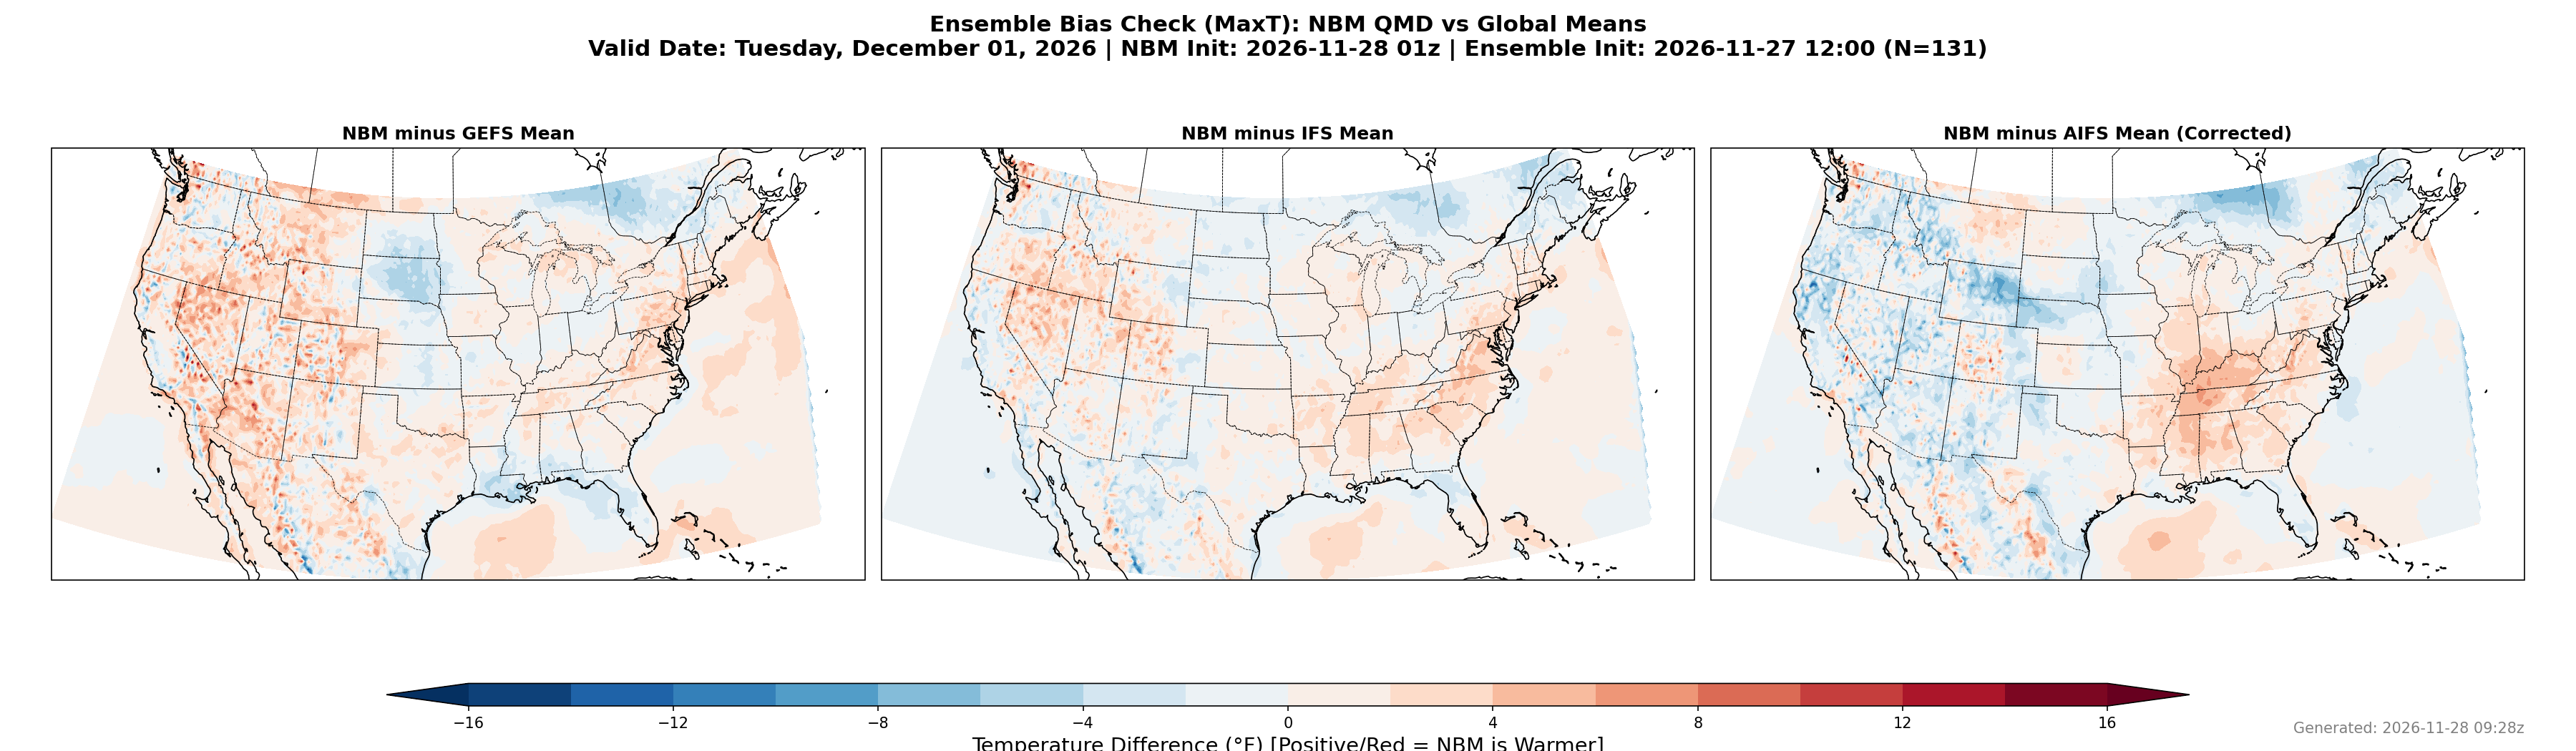 Ensemble Bias Check (MaxT): NBM QMD vs Global Means
Valid Date: Tuesday, December 01, 2026 | NBM Init: 2026-11-28 01z | Ensemble Init: 2026-11-27 12:00 (N=131)
NBM minus GEFS Mean
NBM minus IFS Mean
NBM minus AIFS Mean (Corrected)
−16
−12
−8
−4
0
4
8
12
16
Temperature Difference (°F) [Positive/Red = NBM is Warmer]
Generated: 2026-11-28 09:28z